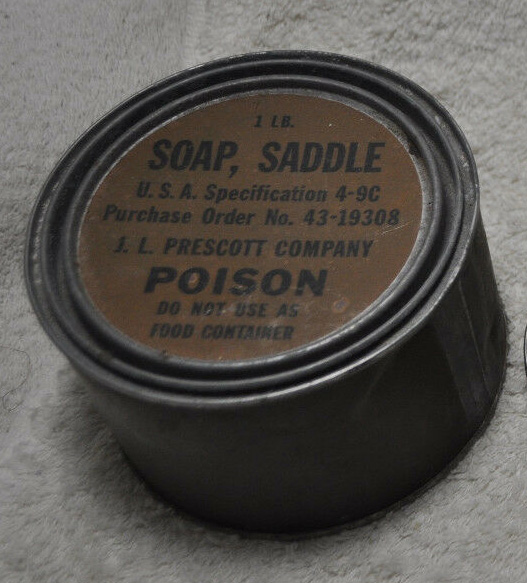 1 LB.
SOAP, SADDLE
U. S. A. Specification 4-9C
Purchase Order No. 43-19308
J. L. PRESCOTT COMPANY
POISON
DO NOT USE AS
FOOD CONTAINER